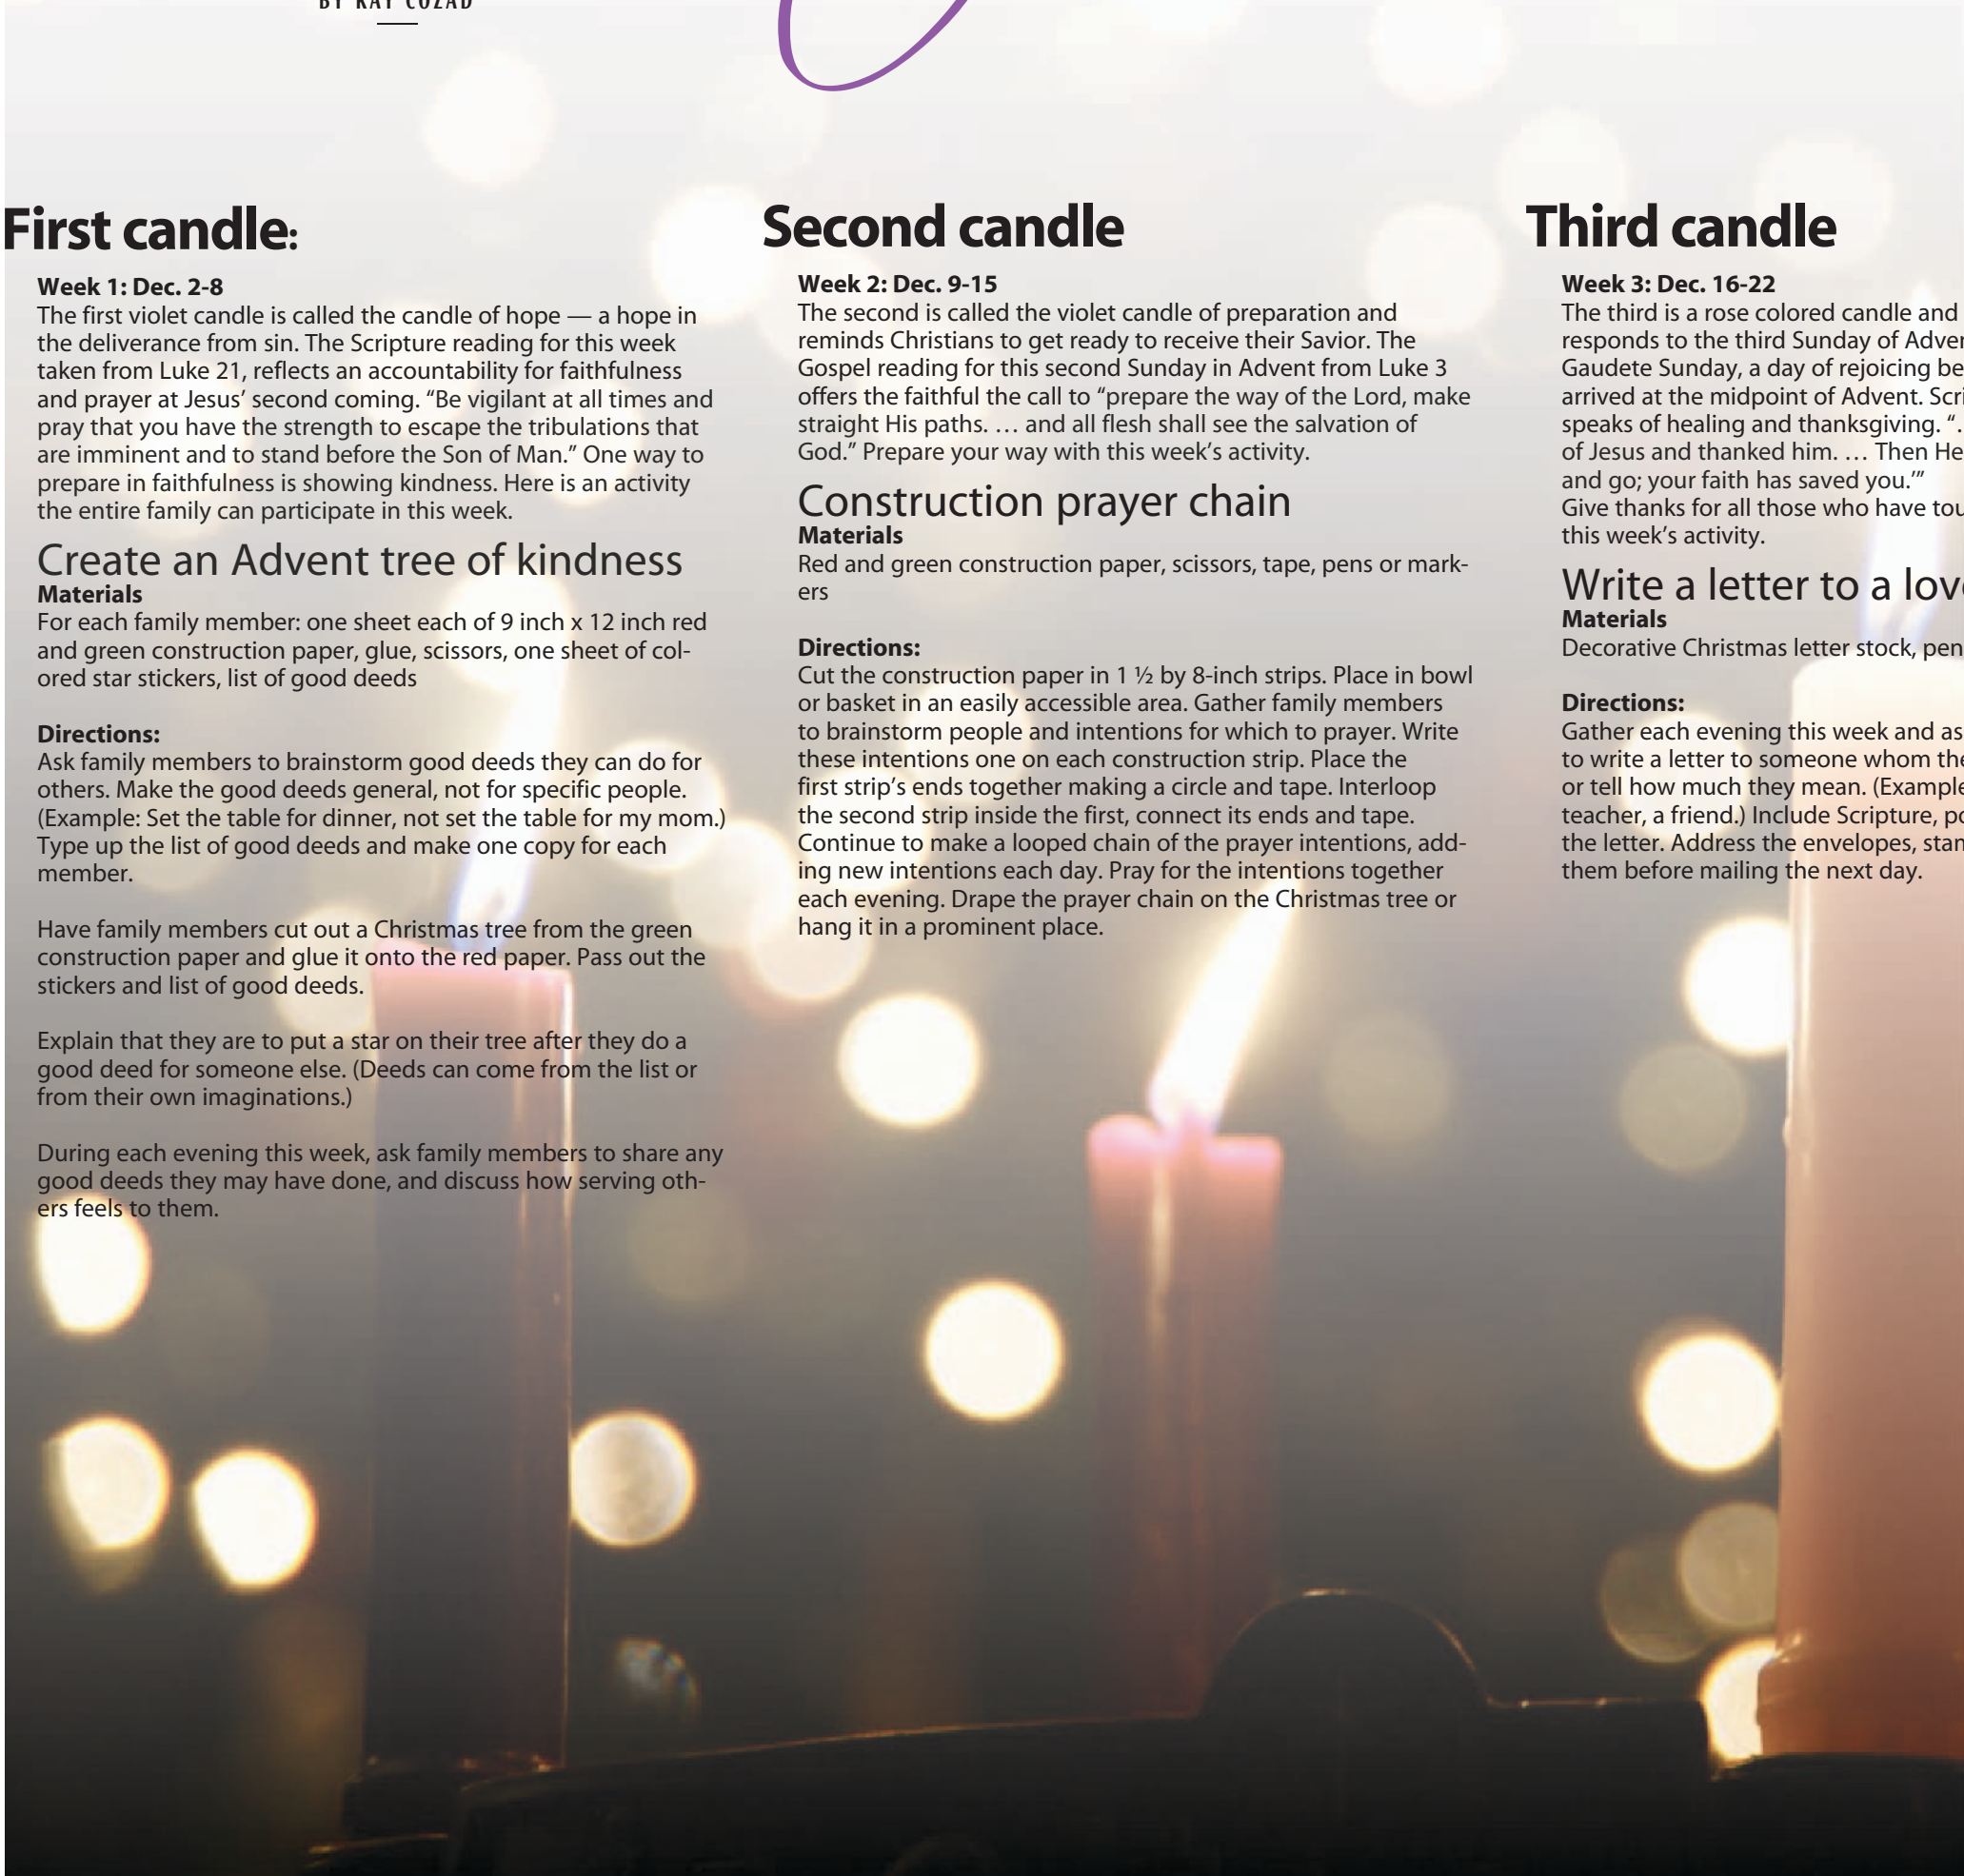 BY KAY COZAD
First candle:
Week 1: Dec. 2-8
The first violet candle is called the candle of hope — a hope in
the deliverance from sin. The Scripture reading for this week
taken from Luke 21, reflects an accountability for faithfulness
and prayer at Jesus’ second coming. “Be vigilant at all times and
pray that you have the strength to escape the tribulations that
are imminent and to stand before the Son of Man.” One way to
prepare in faithfulness is showing kindness. Here is an activity
the entire family can participate in this week.
Create an Advent tree of kindness
Materials
For each family member: one sheet each of 9 inch x 12 inch red
and green construction paper, glue, scissors, one sheet of col-
ored star stickers, list of good deeds
Directions:
Ask family members to brainstorm good deeds they can do for
others. Make the good deeds general, not for specific people.
(Example: Set the table for dinner, not set the table for my mom.)
Type up the list of good deeds and make one copy for each
member.
Have family members cut out a Christmas tree from the green
construction paper and glue it onto the red paper. Pass out the
stickers and list of good deeds.
Explain that they are to put a star on their tree after they do a
good deed for someone else. (Deeds can come from the list or
from their own imaginations.)
During each evening this week, ask family members to share any
good deeds they may have done, and discuss how serving oth-
ers feels to them.
Second candle
Week 2: Dec. 9-15
The second is called the violet candle of preparation and
reminds Christians to get ready to receive their Savior. The
Gospel reading for this second Sunday in Advent from Luke 3
offers the faithful the call to “prepare the way of the Lord, make
straight His paths. … and all flesh shall see the salvation of
God.” Prepare your way with this week’s activity.
Construction prayer chain
Materials
Red and green construction paper, scissors, tape, pens or mark-
ers
Directions:
Cut the construction paper in 1 ½ by 8-inch strips. Place in bowl
or basket in an easily accessible area. Gather family members
to brainstorm people and intentions for which to prayer. Write
these intentions one on each construction strip. Place the
first strip’s ends together making a circle and tape. Interloop
the second strip inside the first, connect its ends and tape.
Continue to make a looped chain of the prayer intentions, add-
ing new intentions each day. Pray for the intentions together
each evening. Drape the prayer chain on the Christmas tree or
hang it in a prominent place.
Third candle
Week 3: Dec. 16-22
The third is a rose colored candle and
responds to the third Sunday of
Gaudete Sunday, a day of rejoicing
arrived at the midpoint of Advent.
speaks of healing and thanksgiving. “
of Jesus and thanked him. … Then He
and go; your faith has saved you.’”
Give thanks for all those who have
this week’s activity.
Write a letter to a
Materials
Decorative Christmas letter stock,
Directions:
Gather each evening this week and
to write a letter to someone whom
or tell how much they mean.
teacher, a friend.) Include Scripture,
the letter. Address the envelopes,
them before mailing the next day.